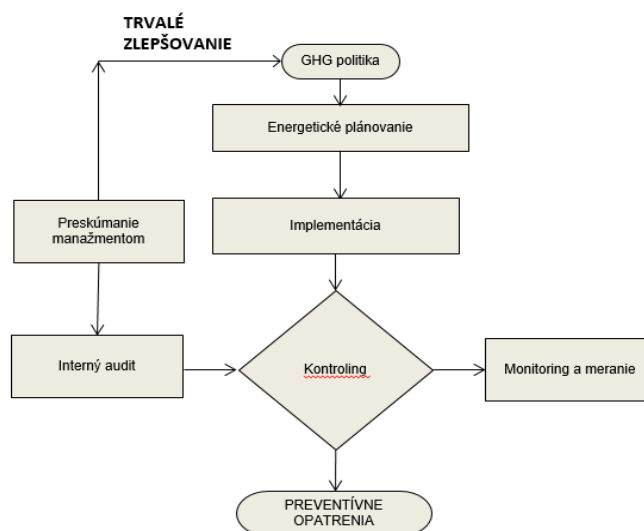 TRVALÉ
ZLEPŠOVANIE
GHG politika
Energetické plánovanie
Preskúmanie
manažmentom
Implementácia
Interný audit
Kontroling
Monitoring a meranie
PREVENTÍVNE
OPATRENIA